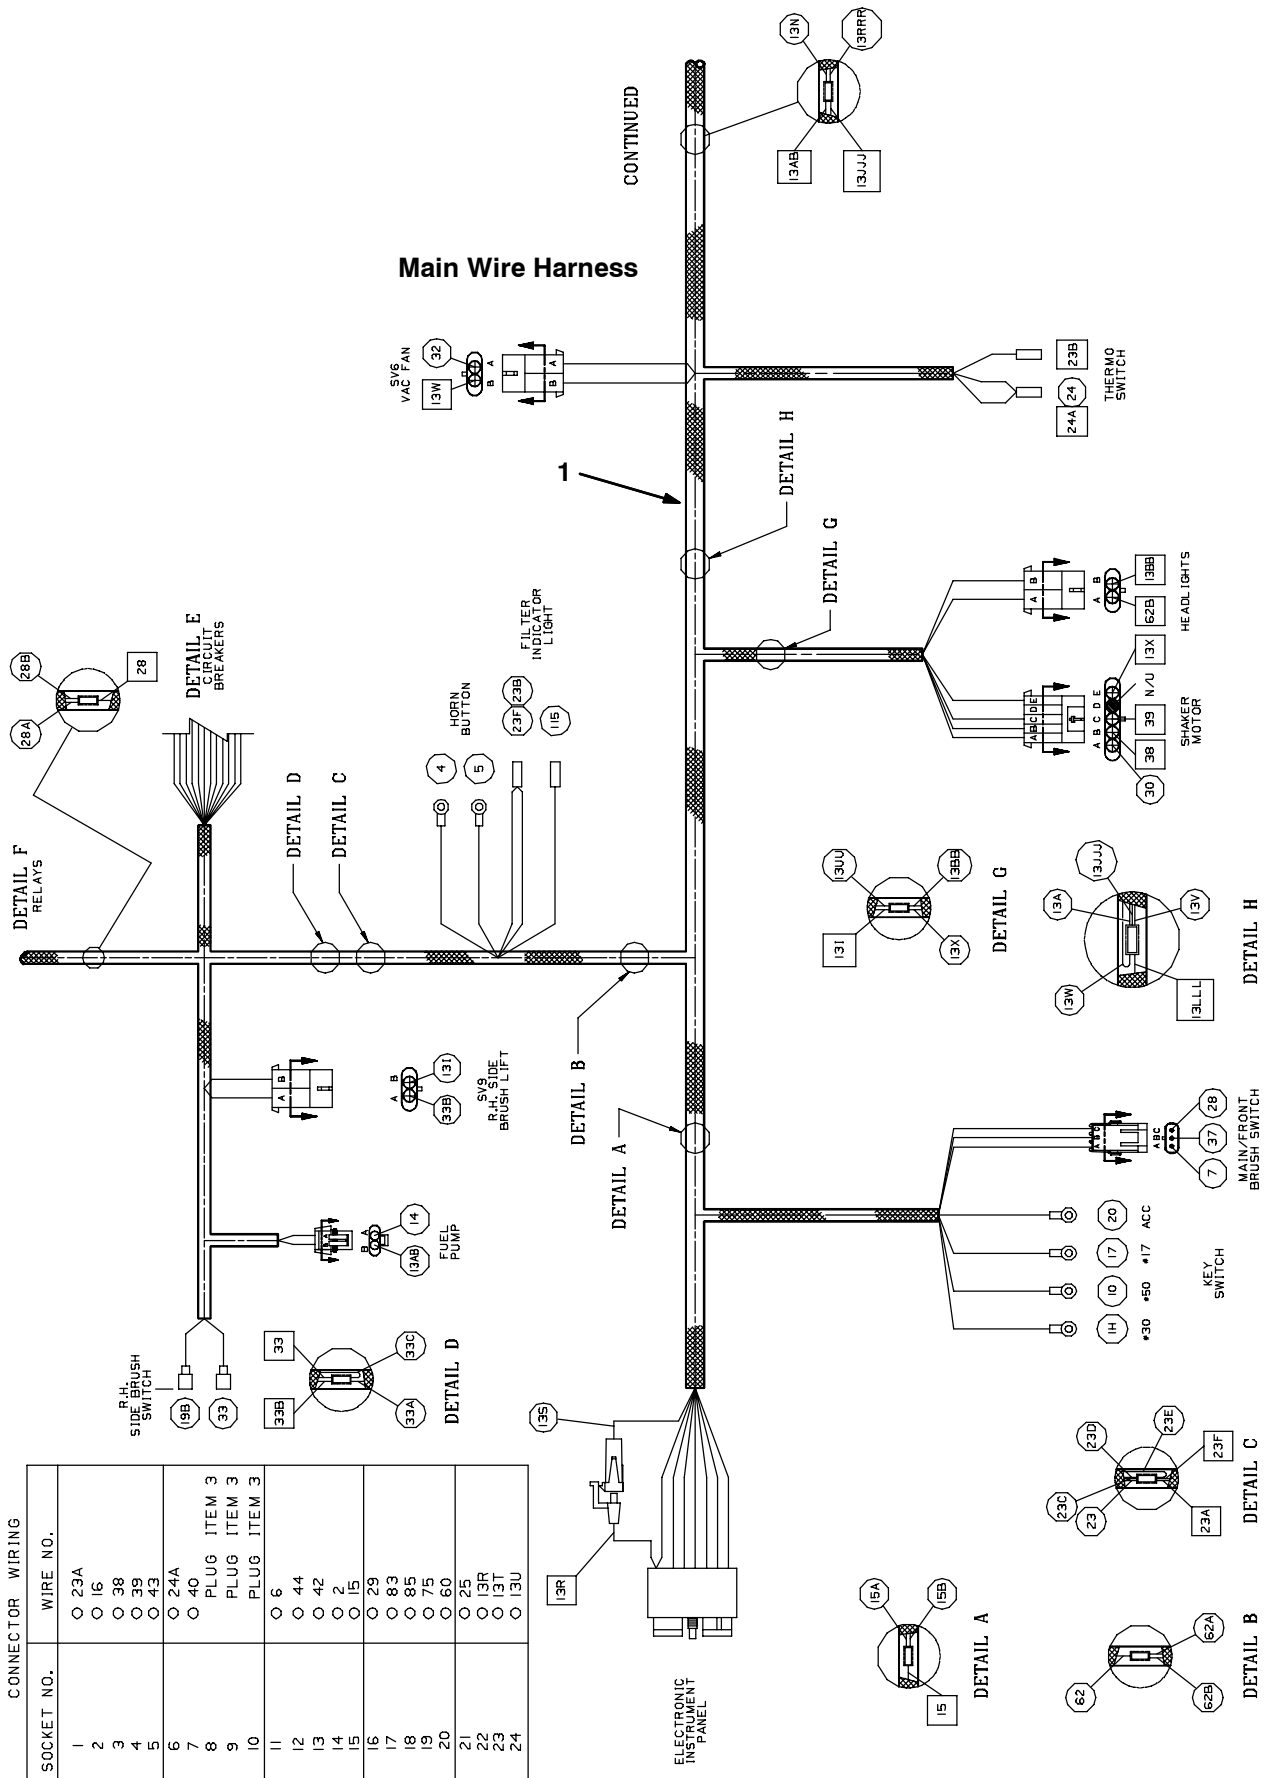 CONNECTOR WIRING
SOCKET NO. WIRE NO.
1 23A
2 16
3 38
4 39
5 43
6 24A
7 40
8 PLUG ITEM 3
9 PLUG ITEM 3
10 PLUG ITEM 3
11 6
12 44
13 42
14 2
15 15
16 29
17 83
18 85
19 75
20 60
21 25
22 13R
23 13T
24 13U
R.H.
SIDE BRUSH
SWITCH
19B
33
33B
33
33A
33C
DETAIL D
FUEL
PUMP
B A
13AB
14
SV9
R.H. SIDE
BRUSH LIFT
A B
A B
33B
13I
DETAIL F
RELAYS
28A
28B
28
DETAIL E
CIRCUIT
BREAKERS
DETAIL D
DETAIL C
HORN
BUTTON
4
5
FILTER
INDICATOR
LIGHT
23F
23B
115
DETAIL B
DETAIL A
Main Wire Harness
1
SV6
VAC FAN
13W
32
B A
B A
CONTINUED
13AB
13N
13JJJ
13RRR
DETAIL H
DETAIL G
THERMO
SWITCH
24A
24
23B
HEADLIGHTS
A B
A B
62B
13BB
SHAKER
MOTOR
A B C D E
A B C D E
30
38
39
N/U
13X
13I
13UU
13X
13BB
DETAIL G
13W
13A
13JJJ
13LLL
13V
DETAIL H
MAIN/FRONT
BRUSH SWITCH
A B C
A B C
7
37
28
KEY
SWITCH
1H
10
17
20
#30
#50
#17
ACC
13S
13R
ELECTRONIC
INSTRUMENT
PANEL
15
15A
15B
DETAIL A
62
62B
62A
DETAIL B
23
23C
23D
23E
23A
23F
DETAIL C